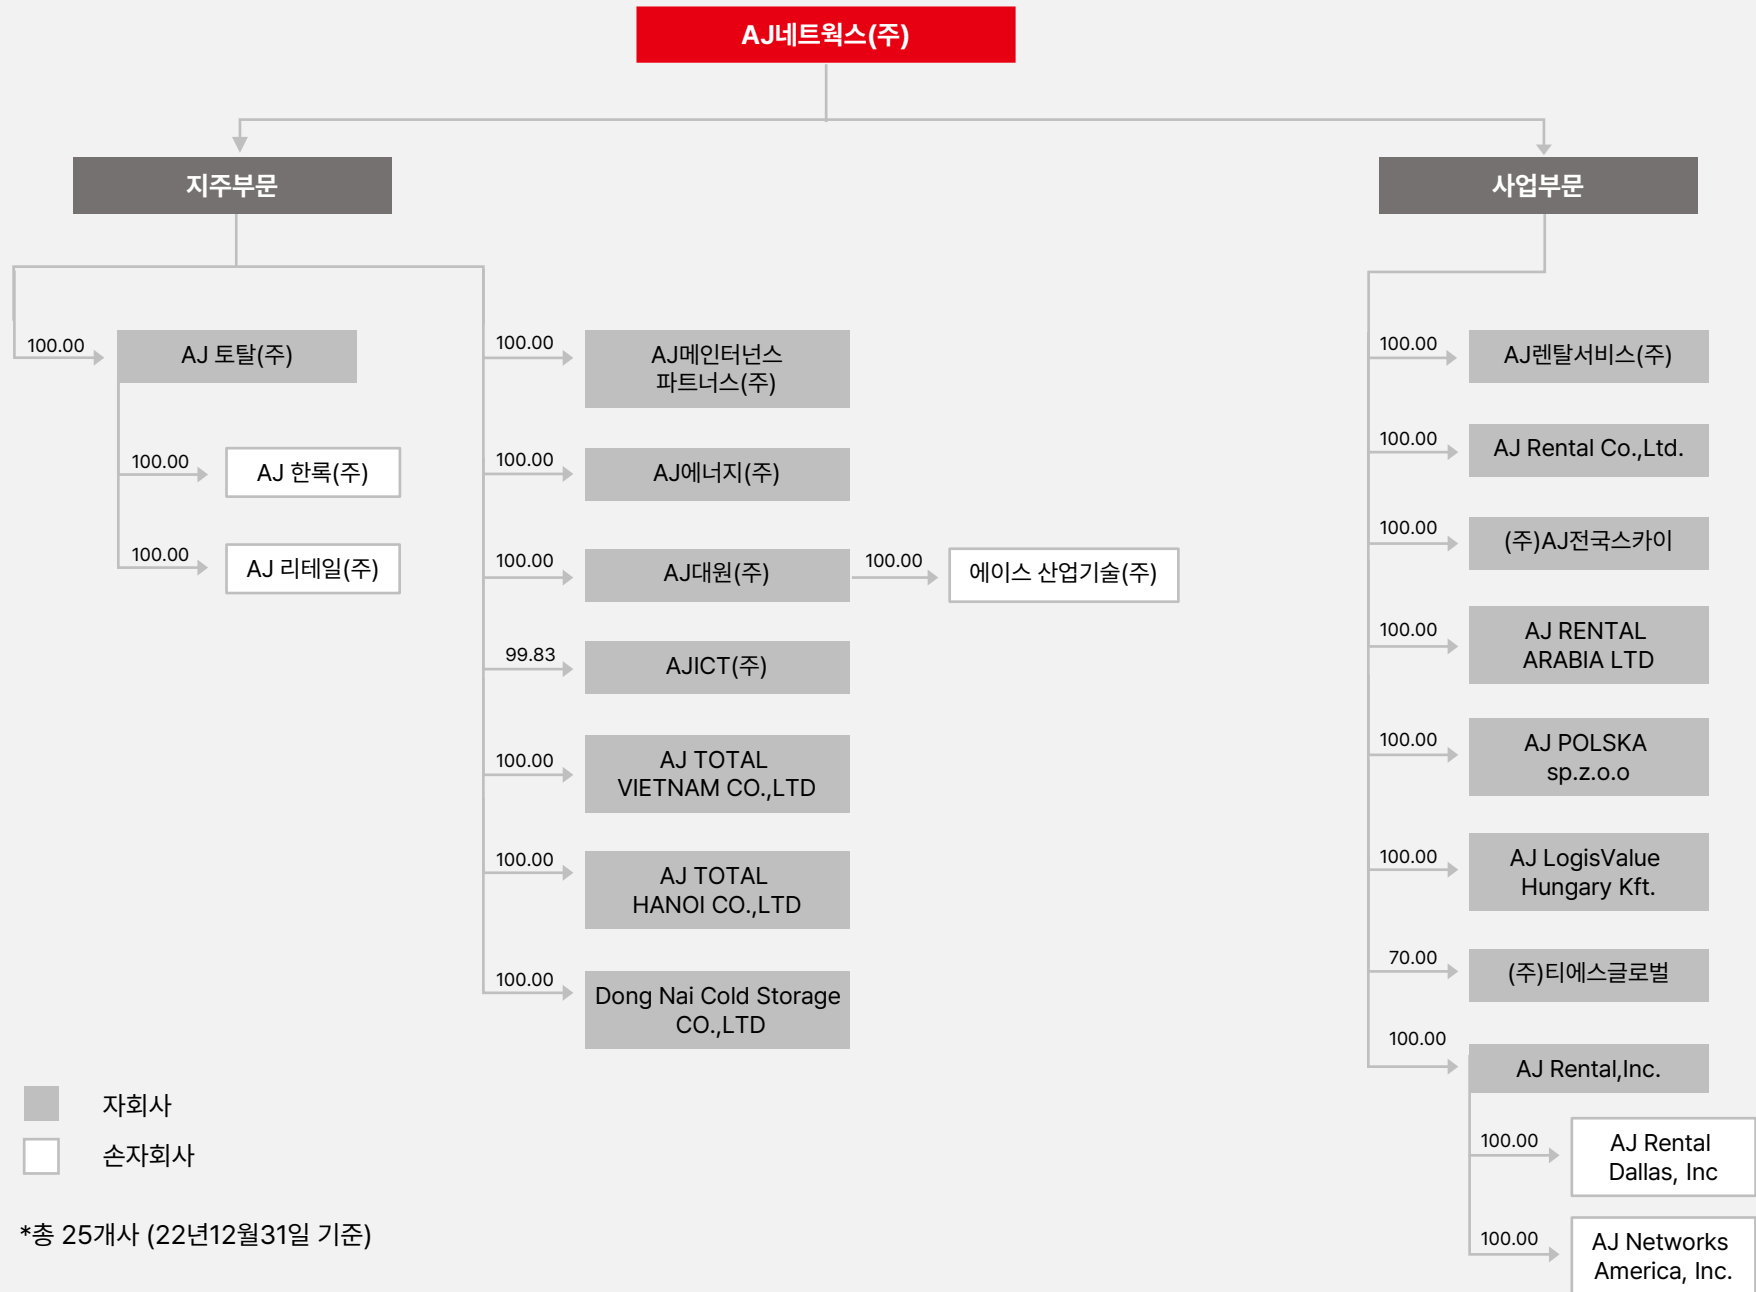 AJ네트웍스(주)
지주부문
사업부문
100.00
AJ 토탈(주)
100.00
AJ 한록(주)
100.00
AJ 리테일(주)
100.00
AJ메인터넌스
파트너스(주)
100.00
AJ에너지(주)
100.00
AJ대원(주)
100.00
에이스 산업기술(주)
99.83
AJICT(주)
100.00
AJ TOTAL
VIETNAM CO.,LTD
100.00
AJ TOTAL
HANOI CO.,LTD
100.00
Dong Nai Cold Storage
CO.,LTD
100.00
AJ렌탈서비스(주)
100.00
AJ Rental Co.,Ltd.
100.00
(주)AJ전국스카이
100.00
AJ RENTAL
ARABIA LTD
100.00
AJ POLSKA
sp.z.o.o
100.00
AJ LogisValue
Hungary Kft.
70.00
(주)티에스글로벌
100.00
AJ Rental,Inc.
100.00
AJ Rental
Dallas, Inc
100.00
AJ Networks
America, Inc.
자회사
손자회사
*총 25개사 (22년12월31일 기준)